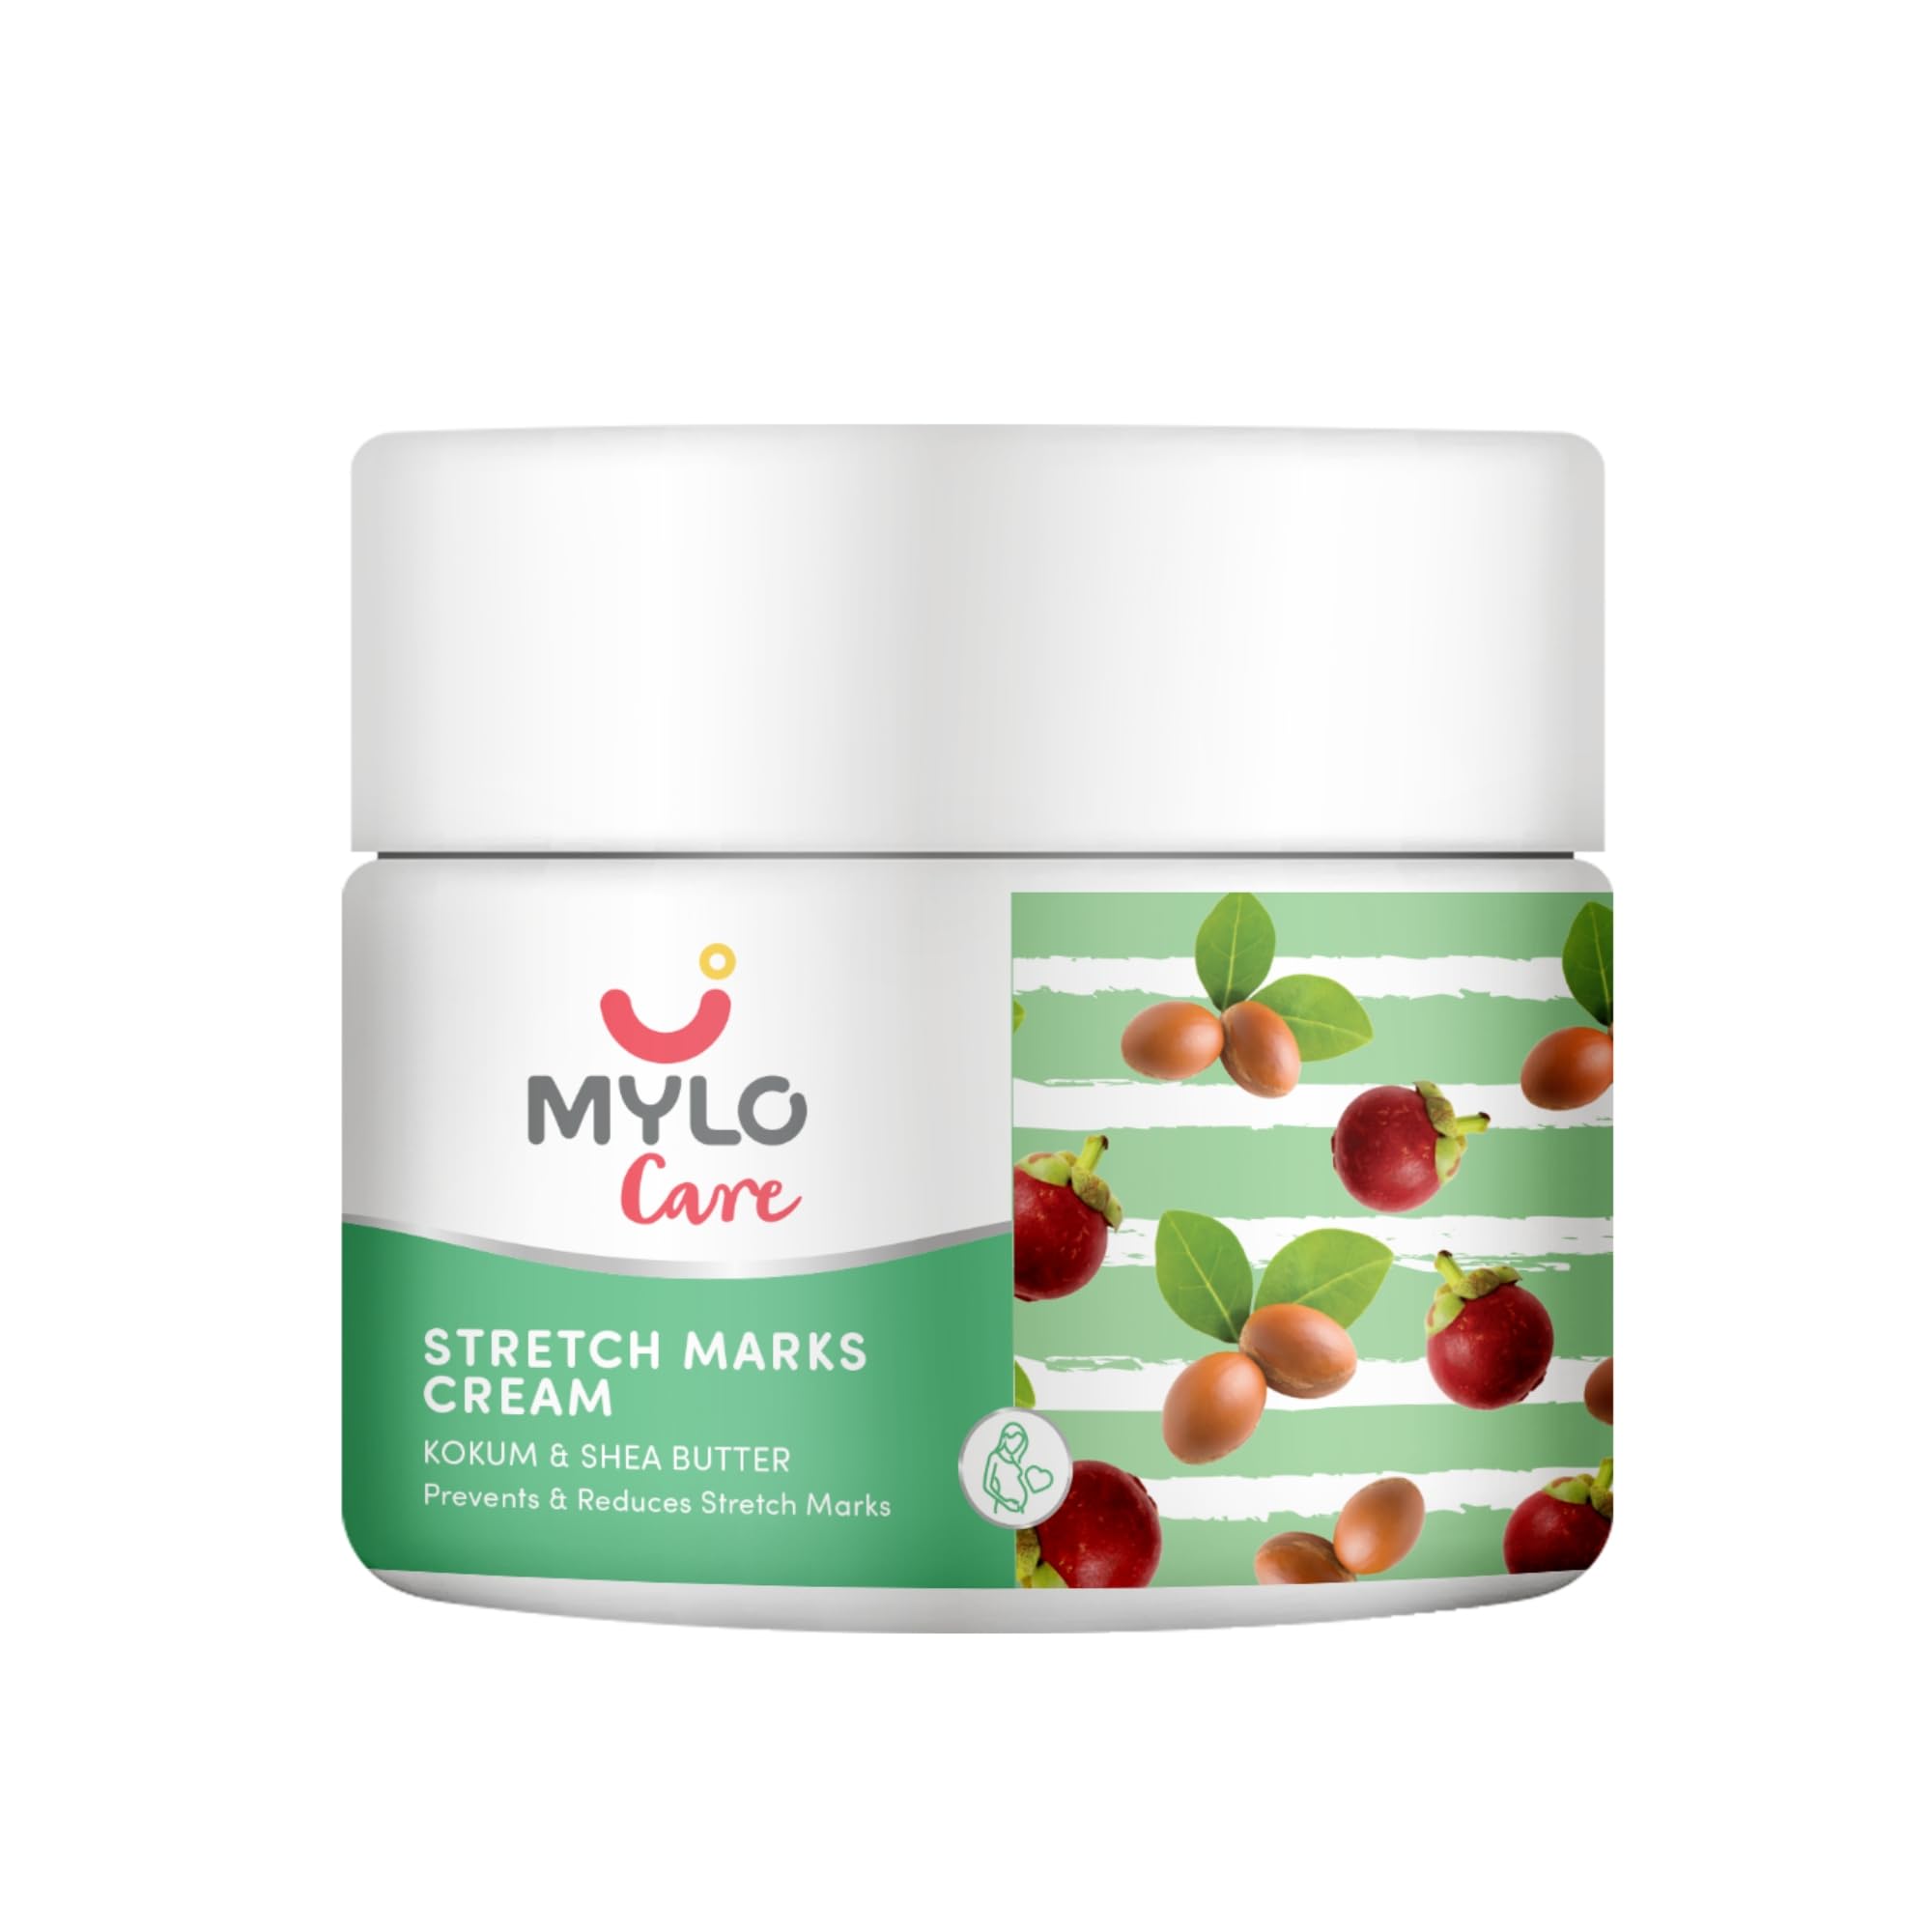 MYLO
Care
STRETCH MARKS
CREAM
KOKUM & SHEA BUTTER
Prevents & Reduces Stretch Marks